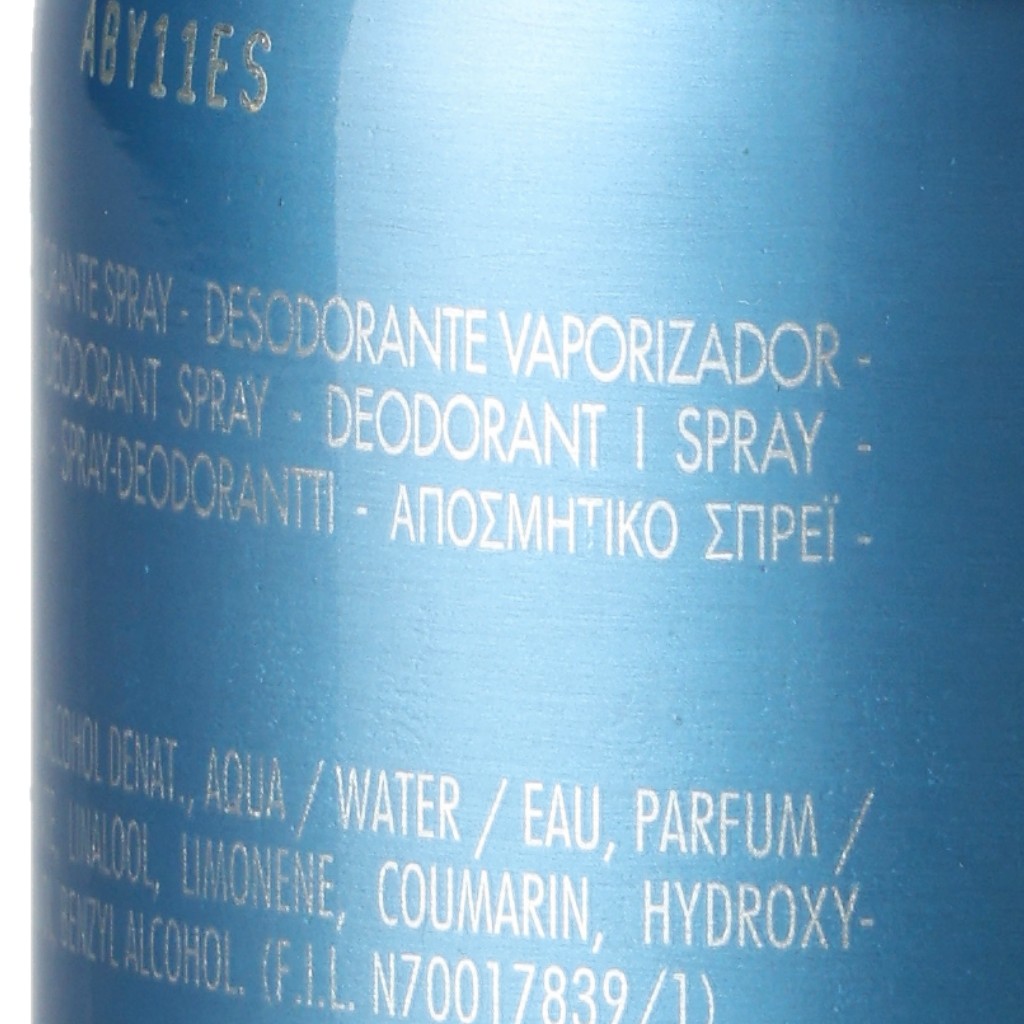 ABY11ES
SPRAY - DESODORANTE VAPORIZADOR -
DEODORANT SPRAY - DEODORANT I SPRAY -
- SPRAY-DEODORANTTI - ΑΠΟΣΜΗΤΙΚΟ ΣΠΡΕΪ -
ALCOHOL DENAT., AQUA / WATER / EAU, PARFUM /
LINALOOL, LIMONENE, COUMARIN, HYDROXY-
BENZYL ALCOHOL. (F.I.L. N70017839/1)